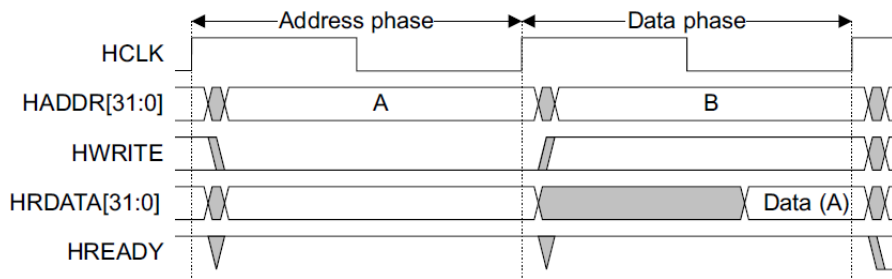 Address phase Data phase
HCLK
HADDR[31:0] A B
HWRITE
HRDATA[31:0] Data (A)
HREADY